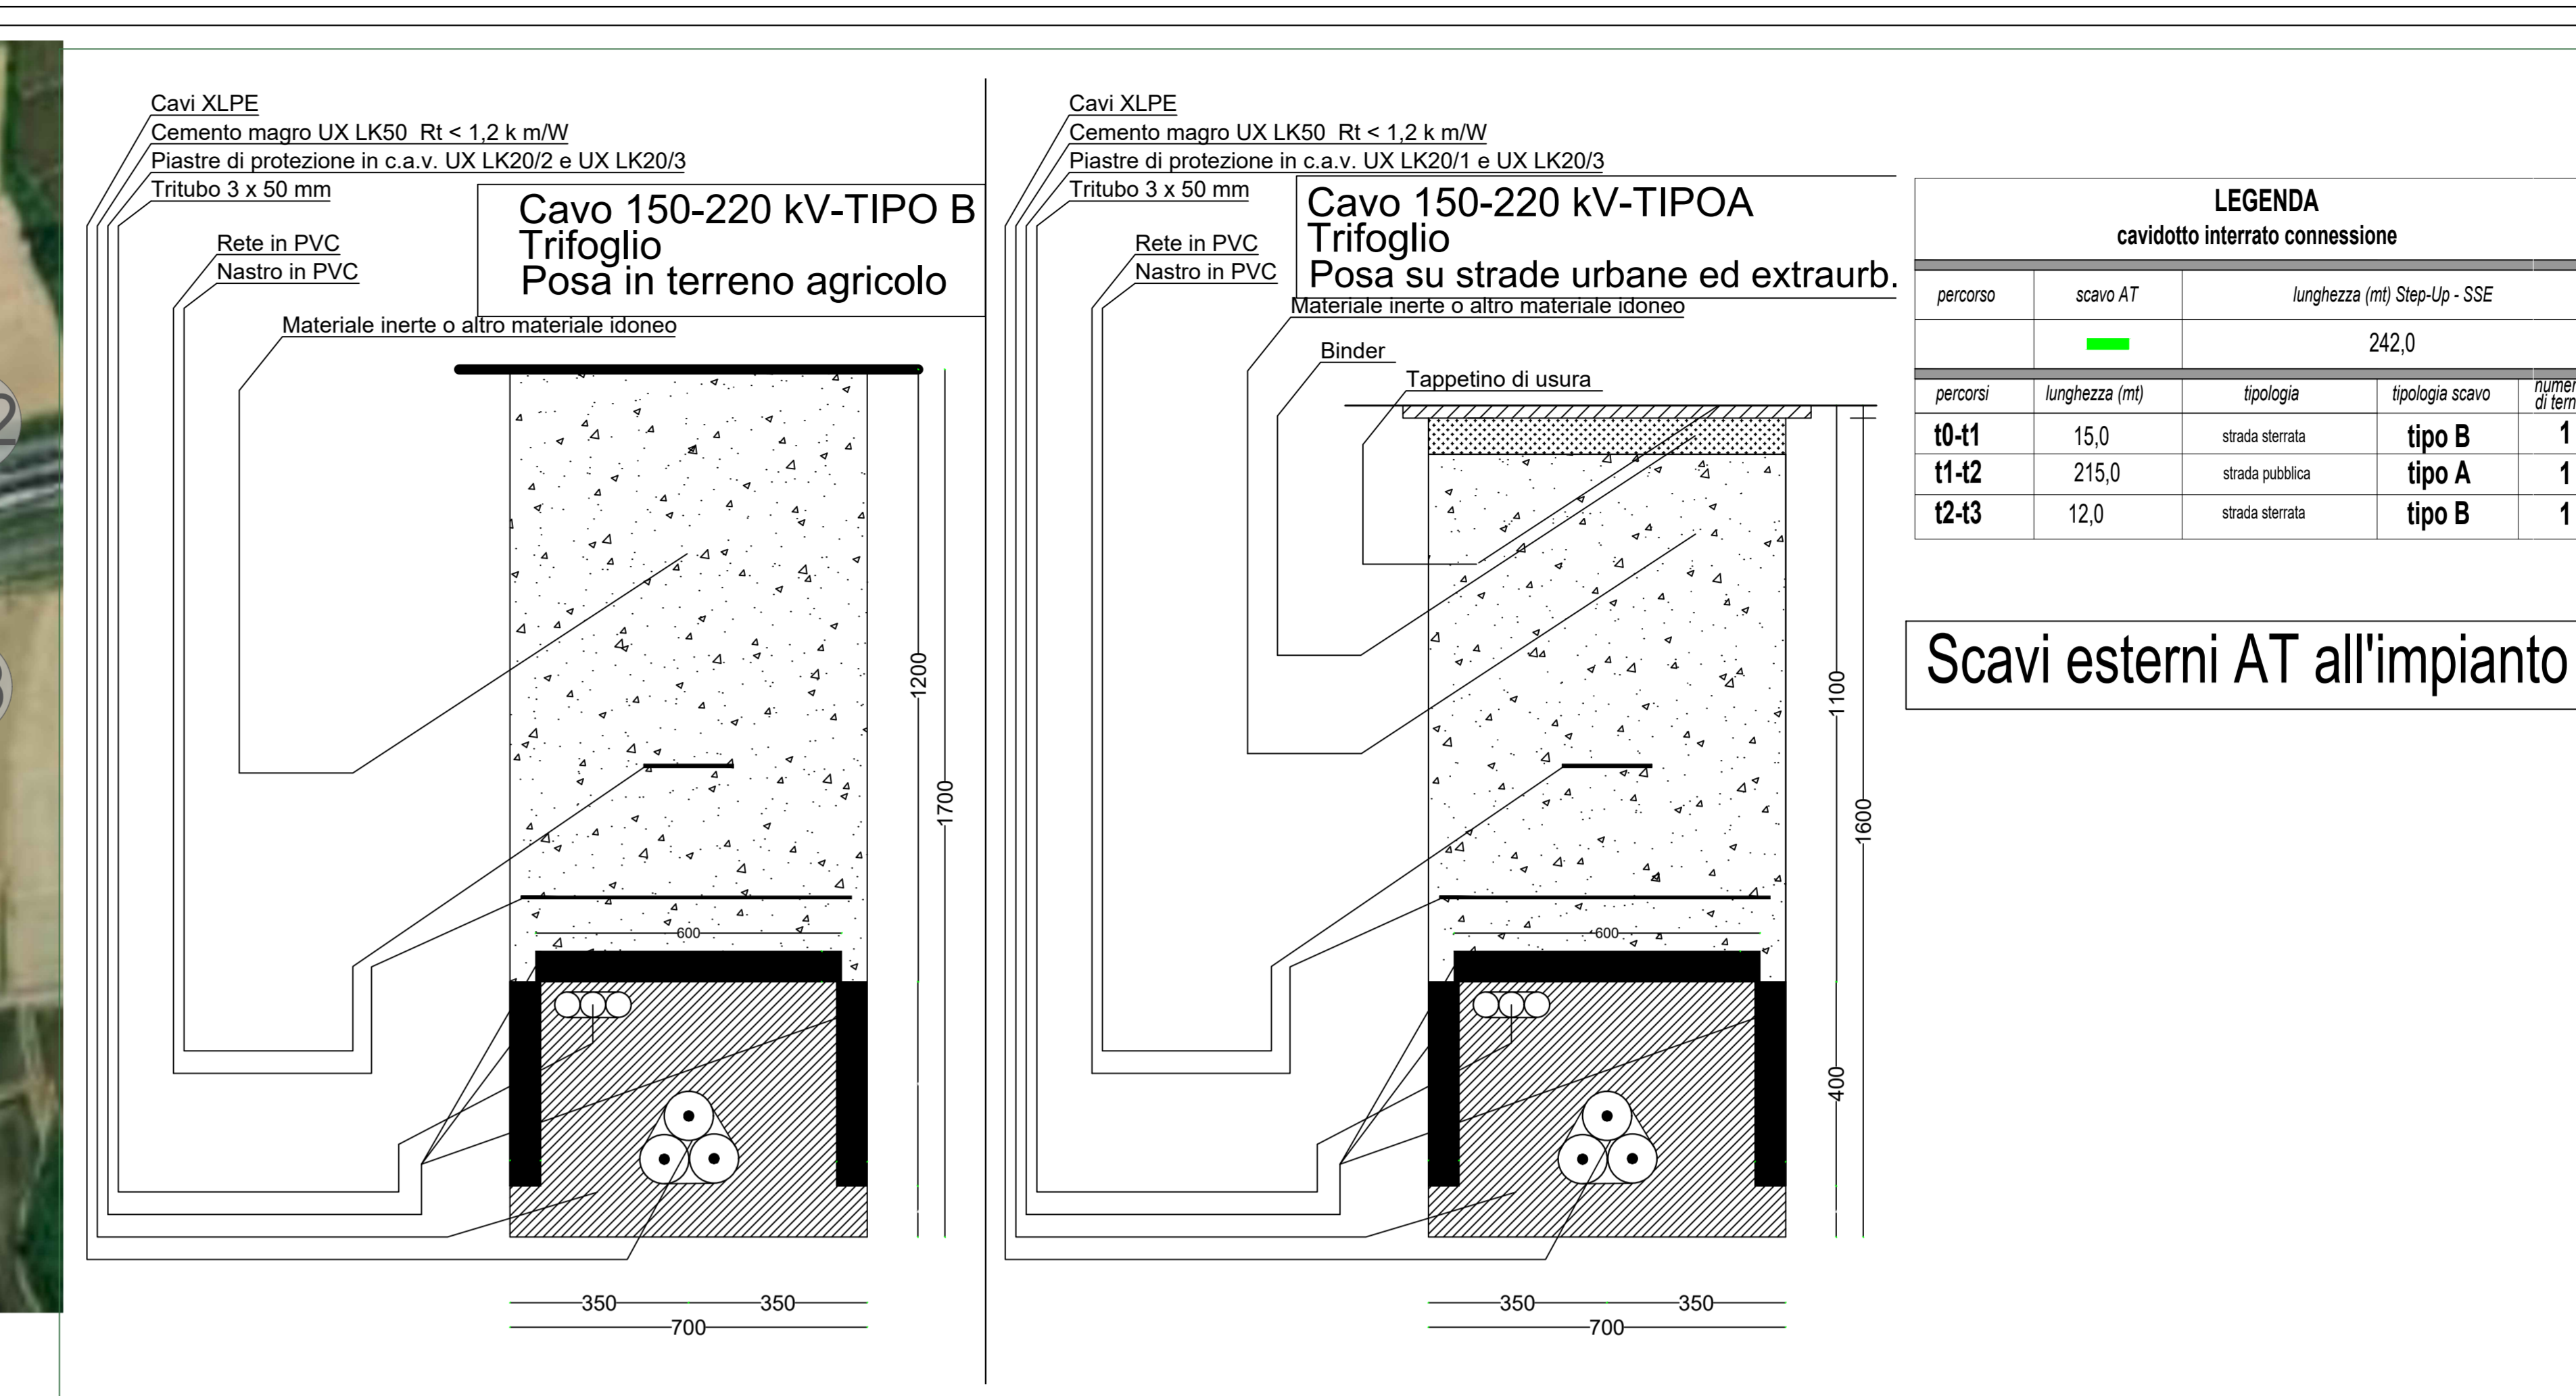 Cavi XLPE
Cemento magro UX LK50 Rt < 1,2 k m/W
Piastre di protezione in c.a.v. UX LK20/2 e UX LK20/3
Tritubo 3 x 50 mm
Cavo 150-220 kV-TIPO B
Trifoglio
Posa in terreno agricolo
Rete in PVC
Nastro in PVC
Materiale inerte o altro materiale idoneo
1200
1700
600
350 350
700
Cavi XLPE
Cemento magro UX LK50 Rt < 1,2 k m/W
Piastre di protezione in c.a.v. UX LK20/1 e UX LK20/3
Tritubo 3 x 50 mm
Cavo 150-220 kV-TIPOA
Trifoglio
Posa su strade urbane ed extraurb.
Rete in PVC
Nastro in PVC
Materiale inerte o altro materiale idoneo
Binder
Tappetino di usura
1100
1600
600
400
350 350
700
LEGENDA
cavidotto interrato connessione
percorso scavo AT lunghezza (mt) Step-Up - SSE
242,0
percorsi lunghezza (mt) tipologia tipologia scavo
di
t0-t1 15,0 strada sterrata tipo B 1
t1-t2 215,0 strada pubblica tipo A 1
t2-t3 12,0 strada sterrata tipo B 1
Scavi esterni AT all'impianto
2